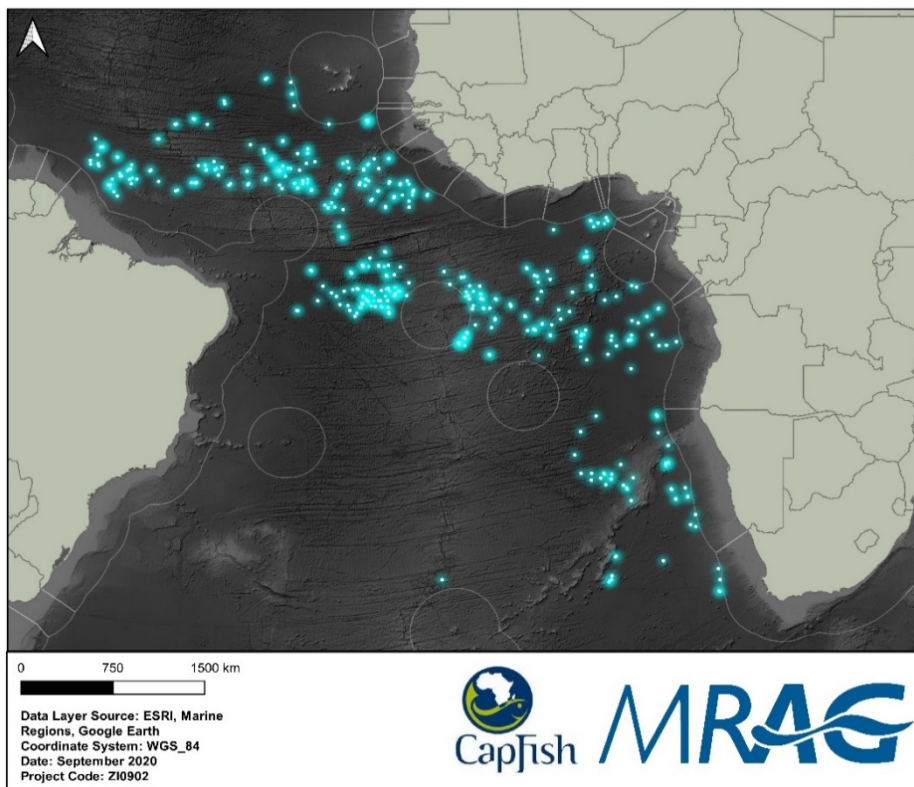 0 750 1500 km
Data Layer Source: ESRI, Marine
Regions, Google Earth
Coordinate System: WGS_84
Date: September 2020
Project Code: ZI0902
CapFish
MRAG